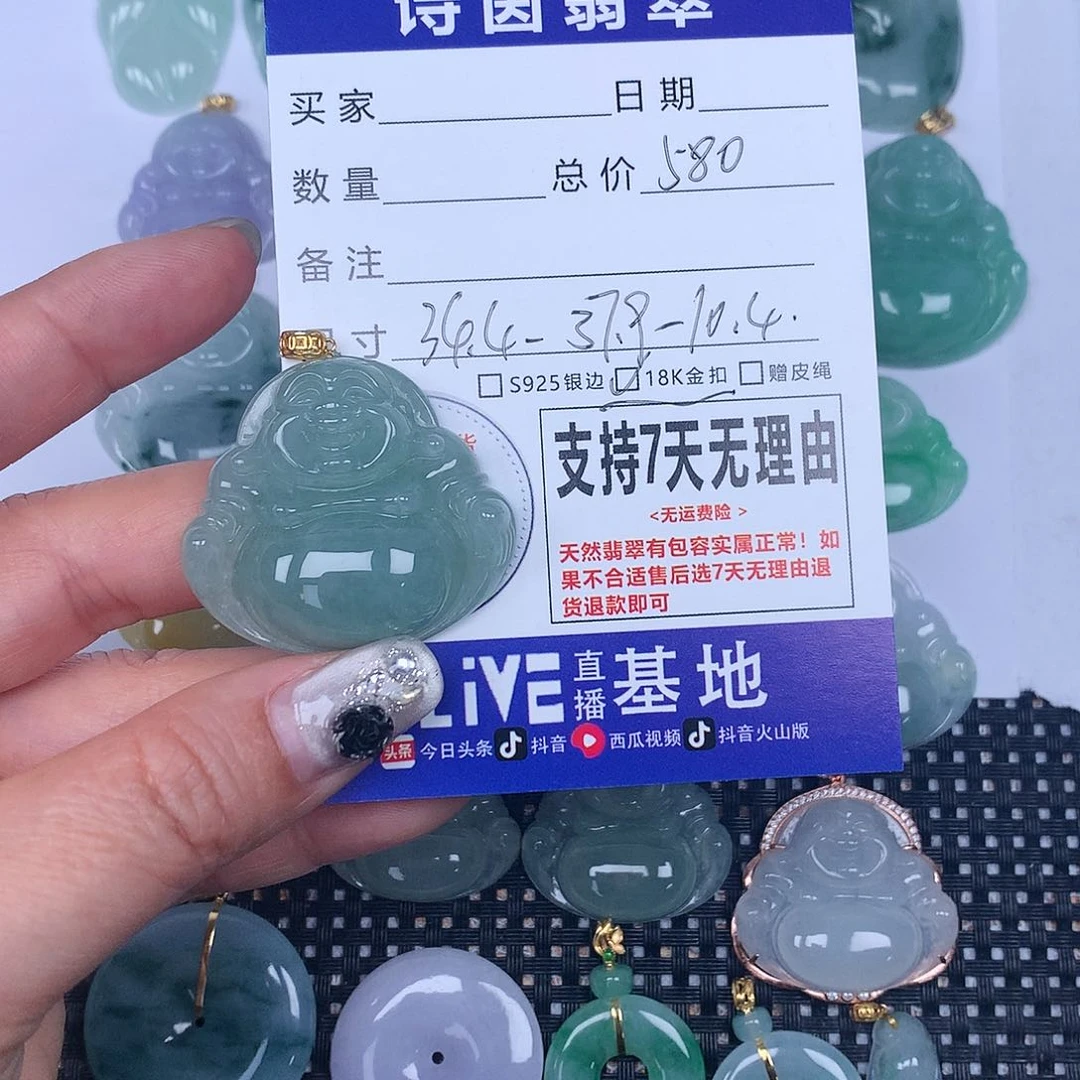 诗茵翡翠
买家 日期
数量 总价 580
备注
尺寸 34.4-37.9-10.4.
□S925银边 □18K金扣 □赠皮绳
支持7天无理由
<无运费险>
天然翡翠有包容实属正常！如
果不合适售后选7天无理由退
货退款即可
货
LiVE 直播 基地
头条 今日头条 抖音 西瓜视频 抖音火山版